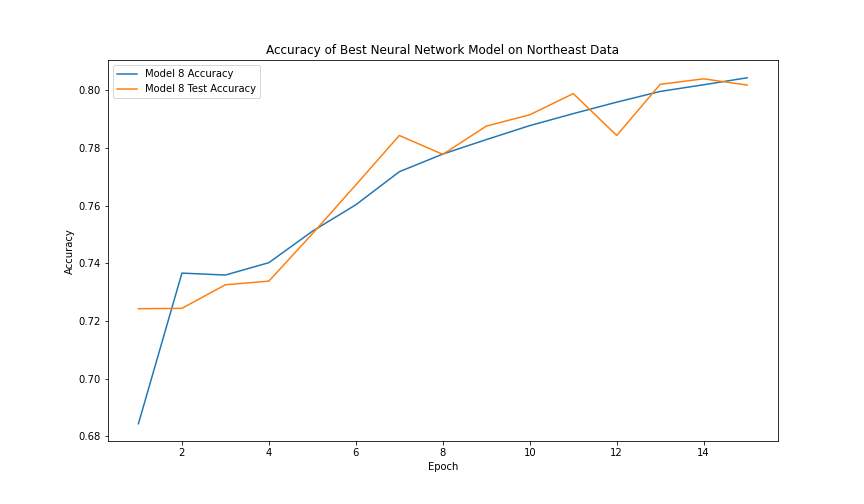 Accuracy of Best Neural Network Model on Northeast Data
Model 8 Accuracy
Model 8 Test Accuracy
0.80
0.78
0.76
0.74
0.72
0.70
0.68
Accuracy
2 4 6 8 10 12 14
Epoch